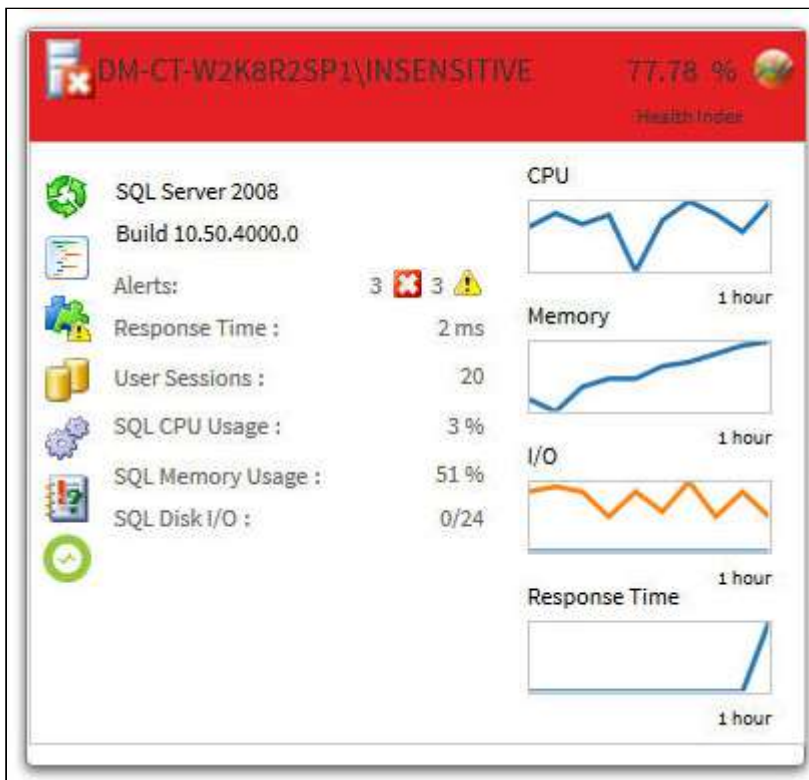 DM-CT-W2K8R2SP1\INSENSITIVE
77.78 %
Health Index
SQL Server 2008
Build 10.50.4000.0
Alerts: 3 3
Response Time : 2 ms
User Sessions : 20
SQL CPU Usage : 3 %
SQL Memory Usage : 51 %
SQL Disk I/O : 0/24
CPU
1 hour
Memory
1 hour
I/O
1 hour
Response Time
1 hour